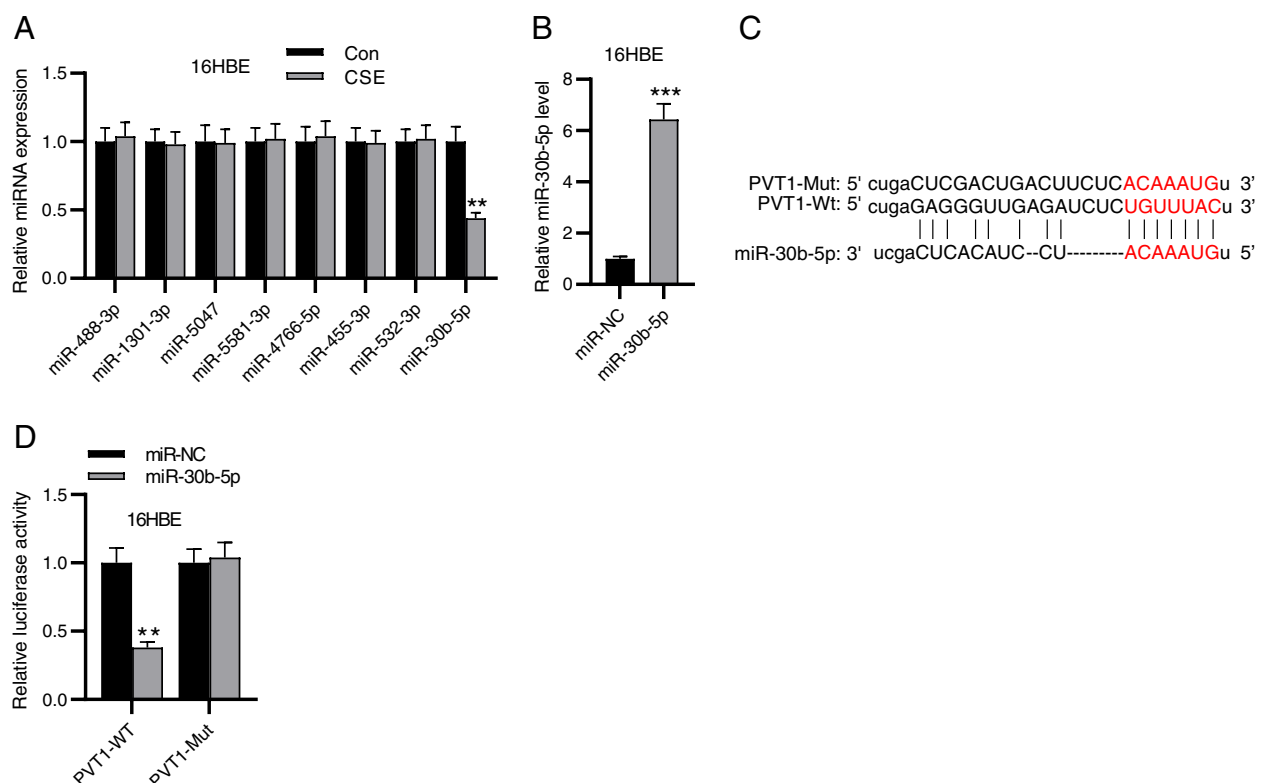 A
Con
CSE
16HBE
Relative miRNA expression
1.5
1.0
0.5
0.0
**
miR-488-3p
miR-1301-3p
miR-5047
miR-5581-3p
miR-4766-5p
miR-455-3p
miR-532-3p
miR-30b-5p
B
16HBE
Relative miR-30b-5p level
8
6
4
2
0
***
miR-NC
miR-30b-5p
C
PVT1-Mut: 5' cugaCUCGACUGACUUCUCACAAAUGu 3'
PVT1-Wt: 5' cugaGAGGGUUGAGAUCUCUGUUUACu 3'
miR-30b-5p: 3' ucgaCUCACAUC--CU---------ACAAAUGu 5'
D
miR-NC
miR-30b-5p
16HBE
Relative luciferase activity
1.5
1.0
0.5
0.0
**
PVT1-WT
PVT1-Mut